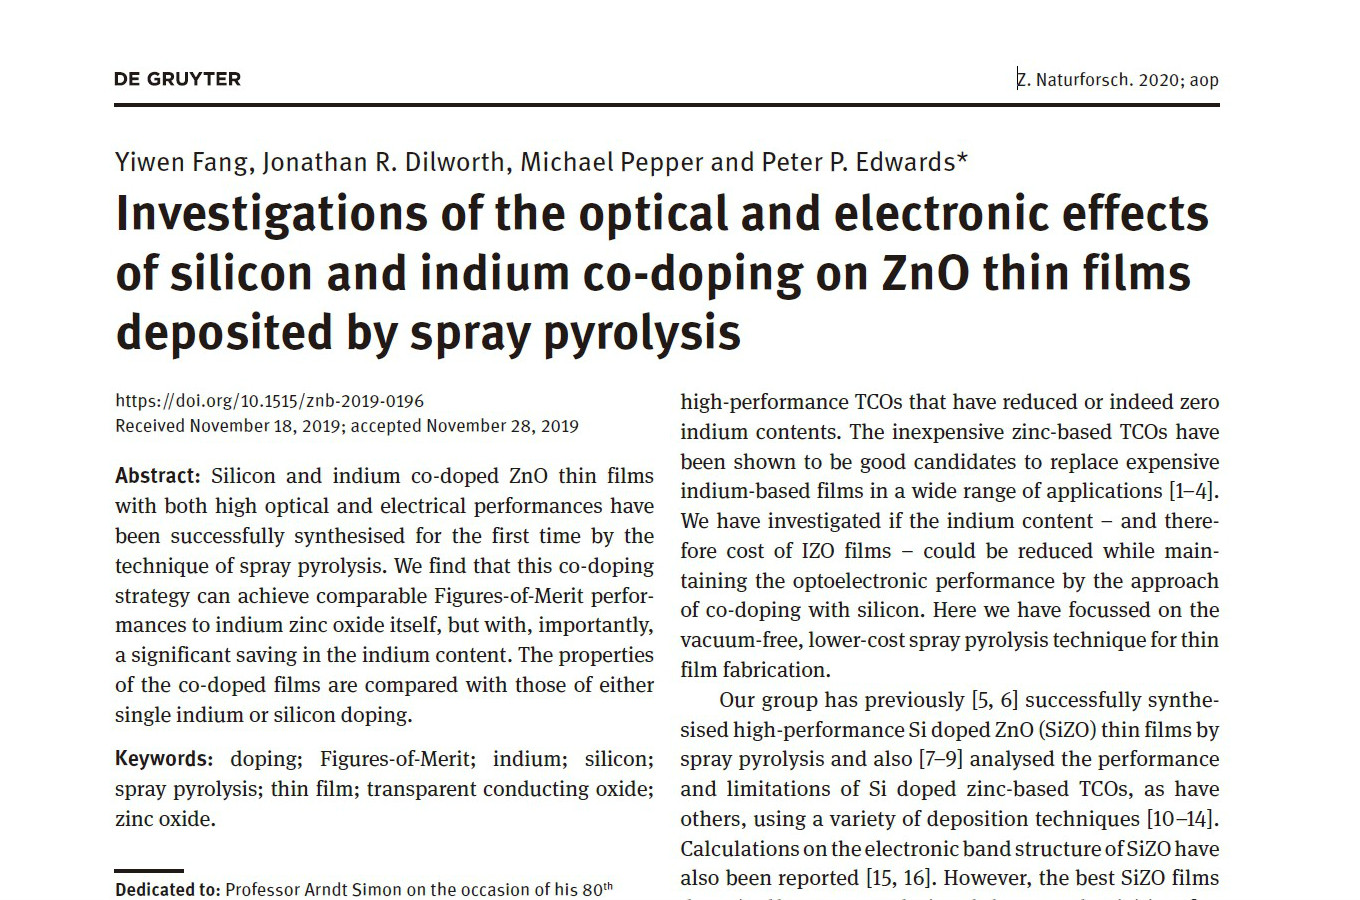 DE GRUYTER
Z. Naturforsch. 2020; aop
Yiwen Fang, Jonathan R. Dilworth, Michael Pepper and Peter P. Edwards*
Investigations of the optical and electronic effects
of silicon and indium co-doping on ZnO thin films
deposited by spray pyrolysis
https://doi.org/10.1515/znb-2019-0196
Received November 18, 2019; accepted November 28, 2019
Abstract: Silicon and indium co-doped ZnO thin films
with both high optical and electrical performances have
been successfully synthesised for the first time by the
technique of spray pyrolysis. We find that this co-doping
strategy can achieve comparable Figures-of-Merit perfor-
mances to indium zinc oxide itself, but with, importantly,
a significant saving in the indium content. The properties
of the co-doped films are compared with those of either
single indium or silicon doping.
Keywords: doping; Figures-of-Merit; indium; silicon;
spray pyrolysis; thin film; transparent conducting oxide;
zinc oxide.
Dedicated to: Professor Arndt Simon on the occasion of his 80th
high-performance TCOs that have reduced or indeed zero
indium contents. The inexpensive zinc-based TCOs have
been shown to be good candidates to replace expensive
indium-based films in a wide range of applications [1–4].
We have investigated if the indium content – and there-
fore cost of IZO films – could be reduced while main-
taining the optoelectronic performance by the approach
of co-doping with silicon. Here we have focussed on the
vacuum-free, lower-cost spray pyrolysis technique for thin
film fabrication.
Our group has previously [5, 6] successfully synthe-
sised high-performance Si doped ZnO (SiZO) thin films by
spray pyrolysis and also [7–9] analysed the performance
and limitations of Si doped zinc-based TCOs, as have
others, using a variety of deposition techniques [10–14].
Calculations on the electronic band structure of SiZO have
also been reported [15, 16]. However, the best SiZO films